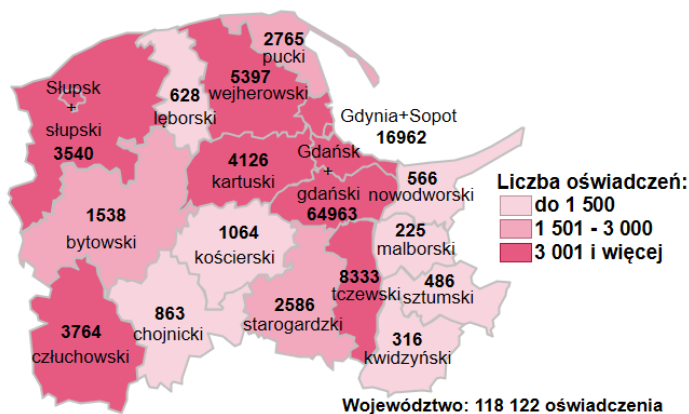 2765
pucki
Słupsk
+
słupski
3540
628
lęborski
5397
wejherowski
Gdynia+Sopot
16962
4126
kartuski
Gdańsk
+
gdański
64963
566
nowodworski
Liczba oświadczeń:
do 1 500
1 501 - 3 000
3 001 i więcej
1538
bytowski
1064
kościerski
225
malborski
8333
tczewski
486
sztumski
3764
człuchowski
863
chojnicki
2586
starogardzki
316
kwidzyński
Województwo: 118 122 oświadczenia